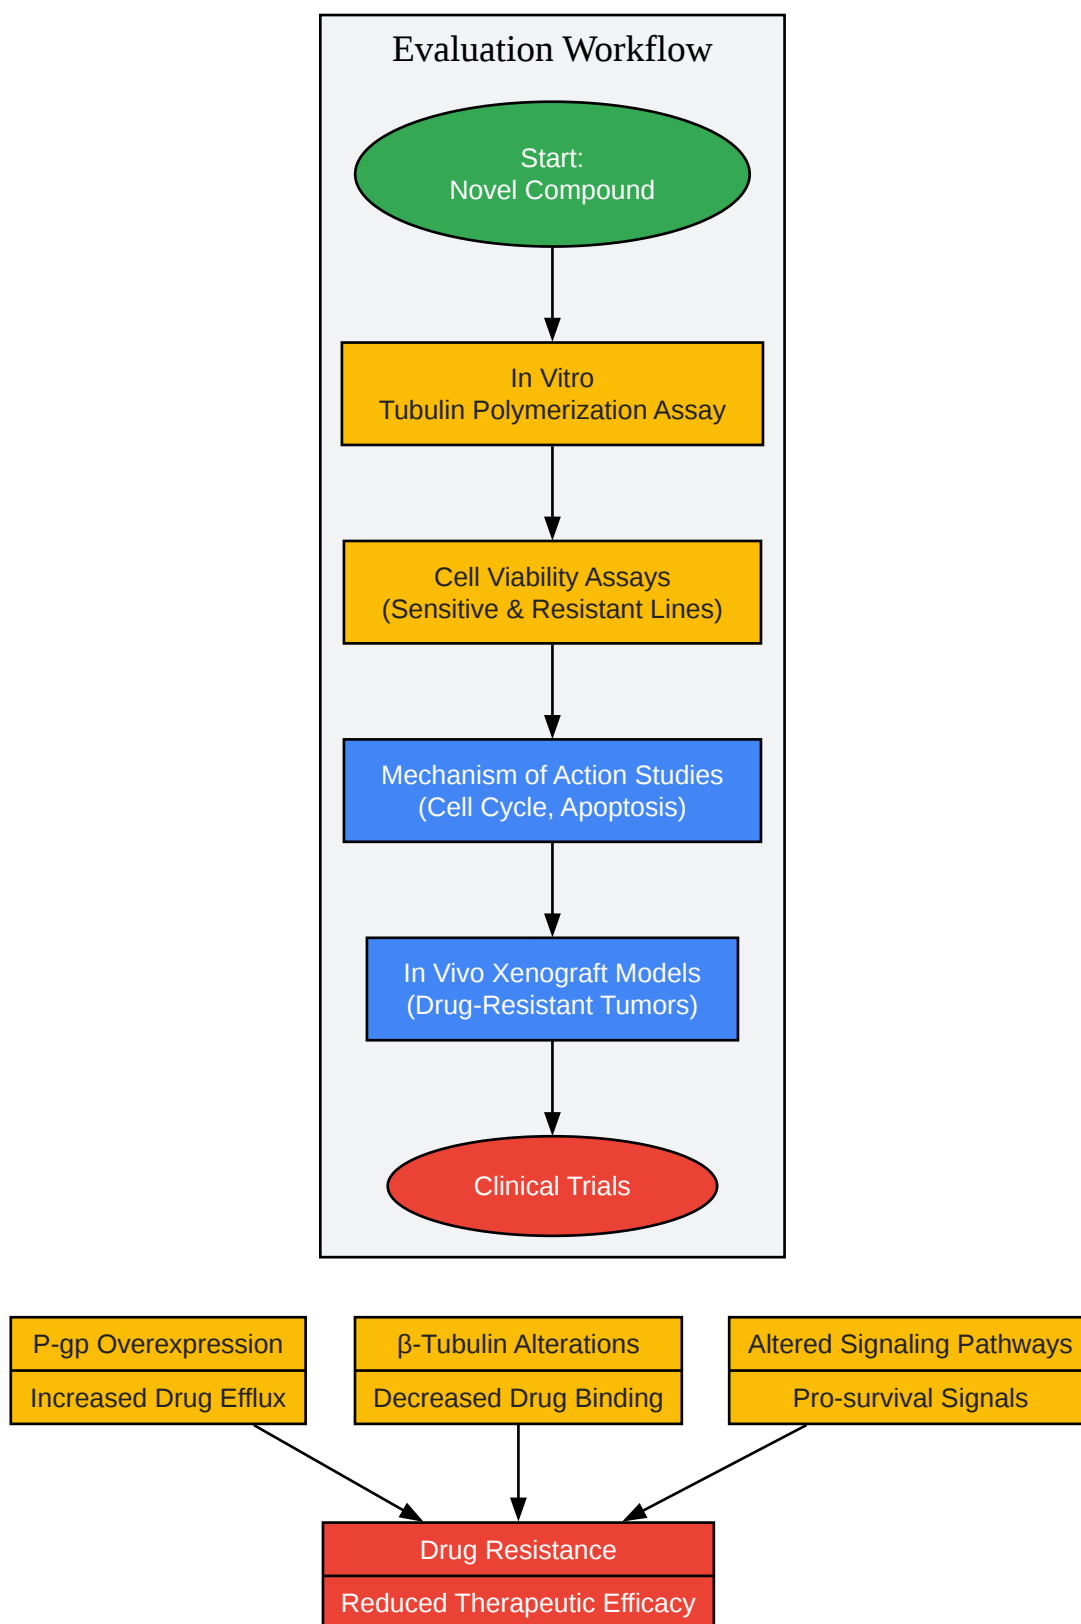 Evaluation Workflow
Start:
Novel Compound
In Vitro
Tubulin Polymerization Assay
Cell Viability Assays
(Sensitive & Resistant Lines)
Mechanism of Action Studies
(Cell Cycle, Apoptosis)
In Vivo Xenograft Models
(Drug-Resistant Tumors)
Clinical Trials
P-gp Overexpression
Increased Drug Efflux
β-Tubulin Alterations
Decreased Drug Binding
Altered Signaling Pathways
Pro-survival Signals
Drug Resistance
Reduced Therapeutic Efficacy